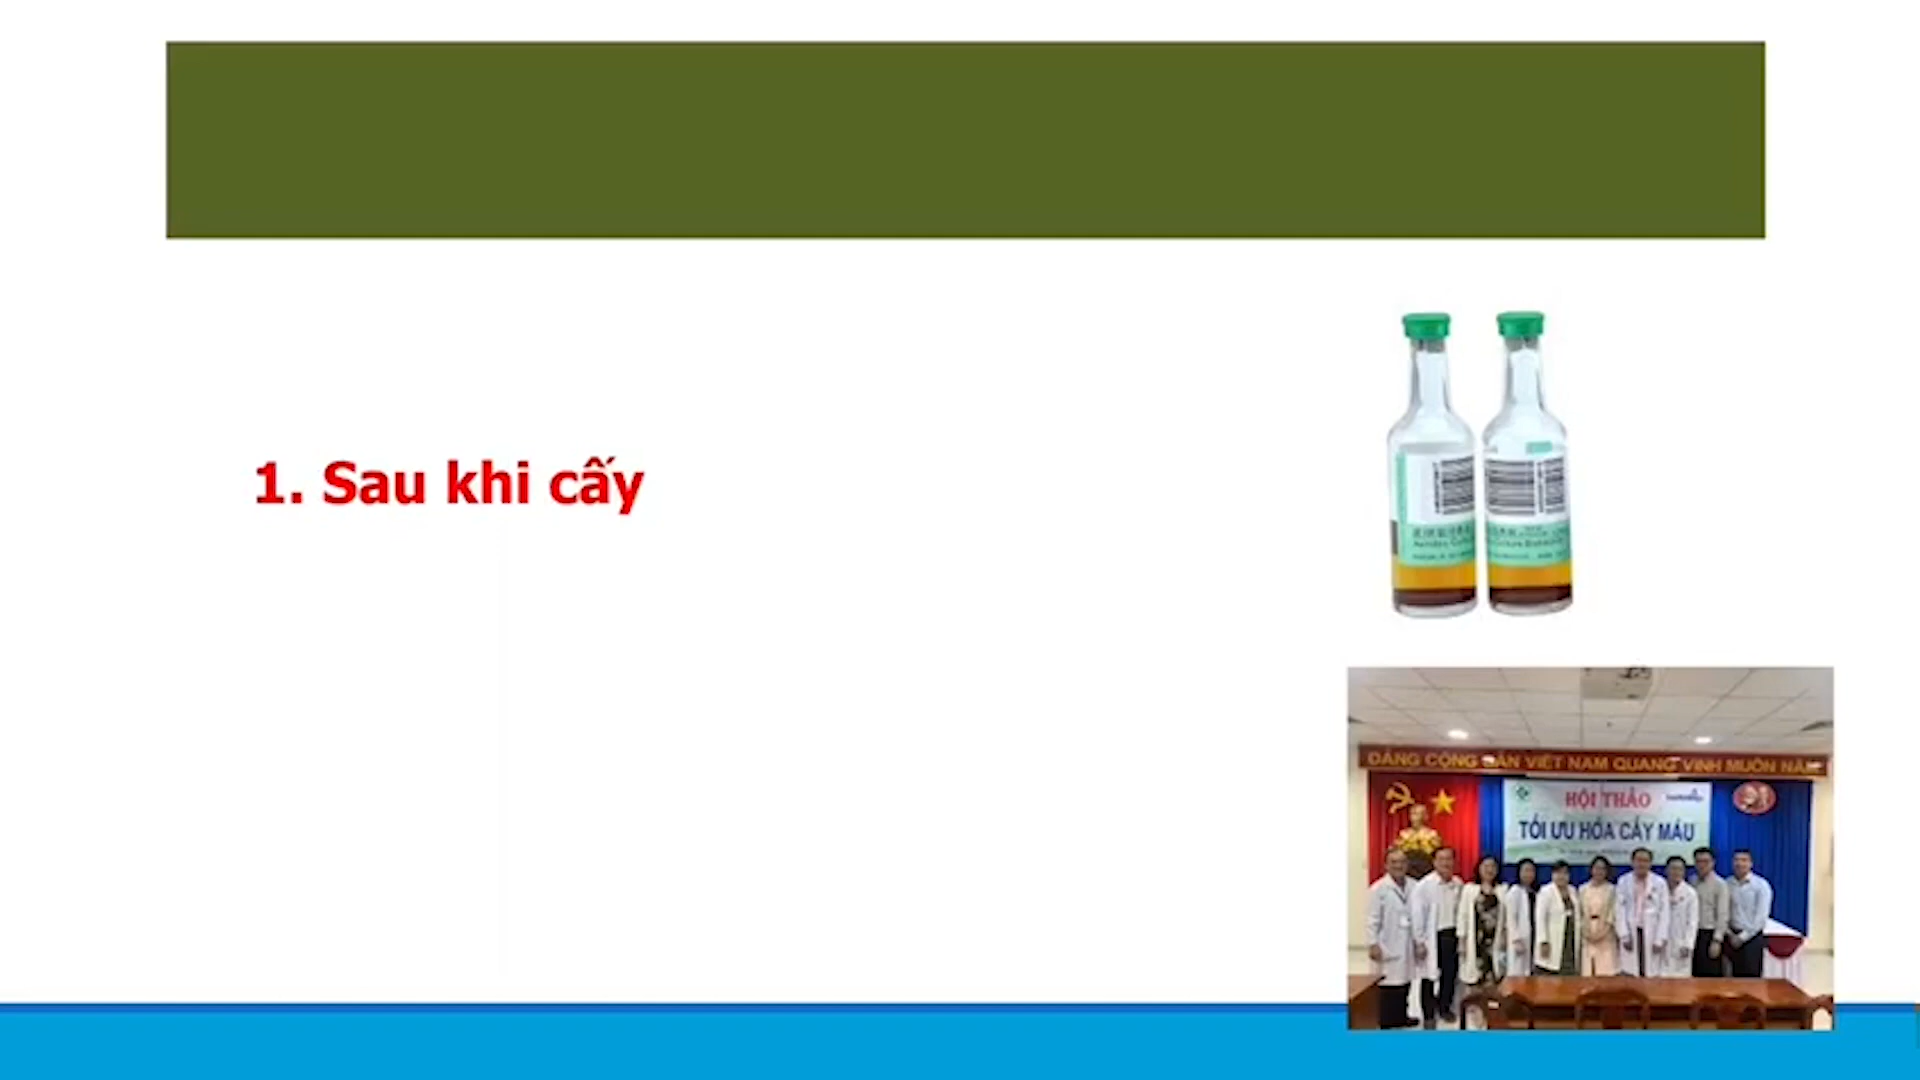 1. Sau khi cấy
ĐẢNG CỘNG SẢN VIỆT NAM QUANG VINH MUÔN NĂM
HỘI THẢO
TỐI ƯU HÓA CẤY MÁU